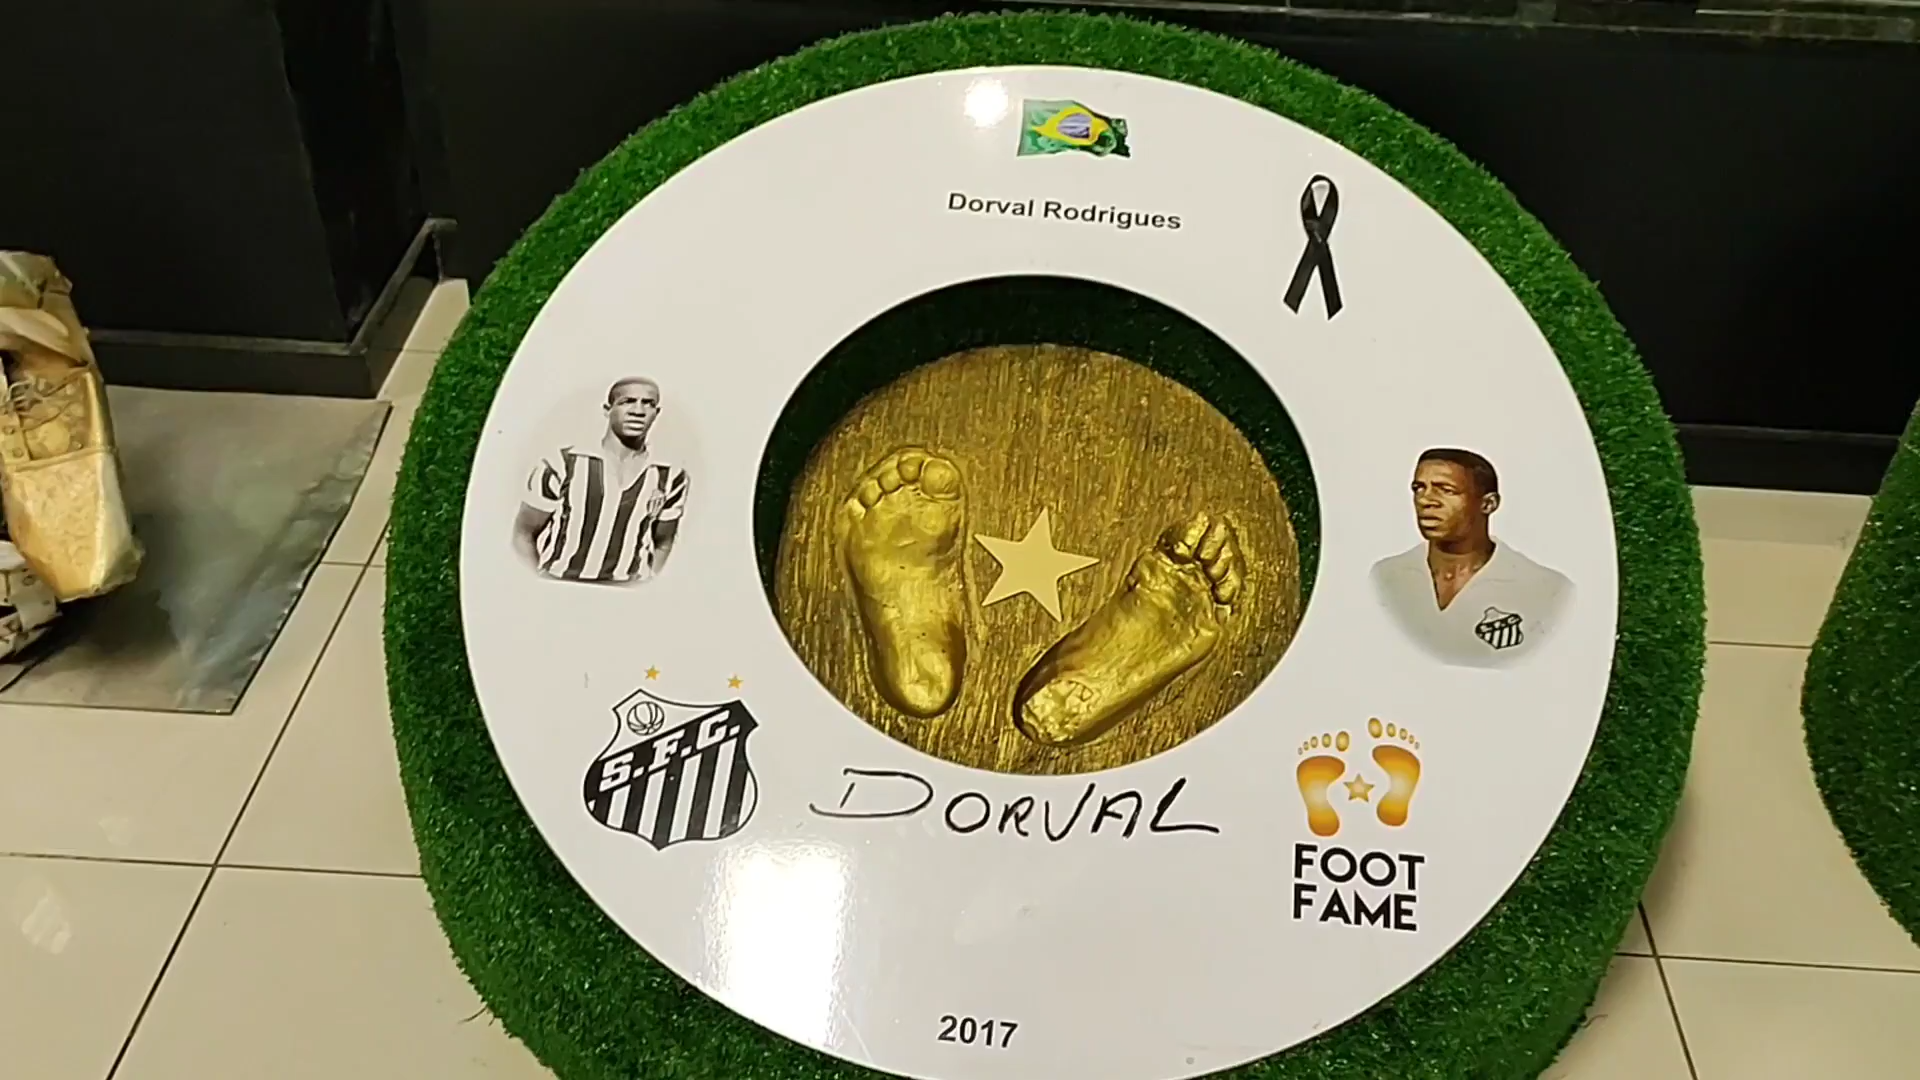 Dorval Rodrigues
S.F.C.
DORVAL
FOOT
FAME
2017